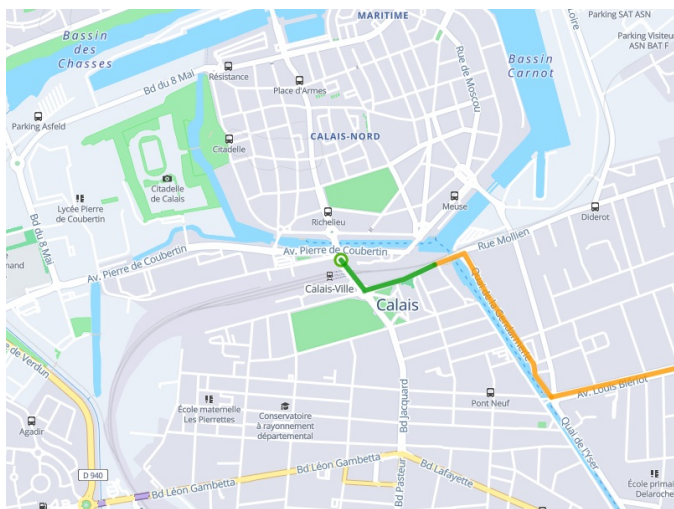 MARITIME
Loire
Parking SAT ASN
Parking Visiteu
ASN BAT F
Bassin
des
Chasses
Rue de Moscou
Bassin
Carnot
Résistance
Bd du 8 Mai
Place d'Armes
Parking Asfeld
CALAIS-NORD
Citadelle
Citadelle
de Calais
Lycée Pierre
de Coubertin
Meuse
Diderot
Richelieu
Bd du 8 Mai
Rue Mollien
Av. Pierre de Coubertin
Av. Pierre de Coubertin
mand
Calais-Ville
Calais
Quai de la Gendarmerie
e de Verdun
Av. Louis Blériot
Pont Neuf
École maternelle
Les Pierrettes
Conservatoire
à rayonnement
départemental
Bd Jacquard
Agadir
Quai de l'Yser
D 940
Bd Léon Gambetta
Bd Léon Gambetta
Bd Lafayette
Bd Pasteur
École prima
Delaroche